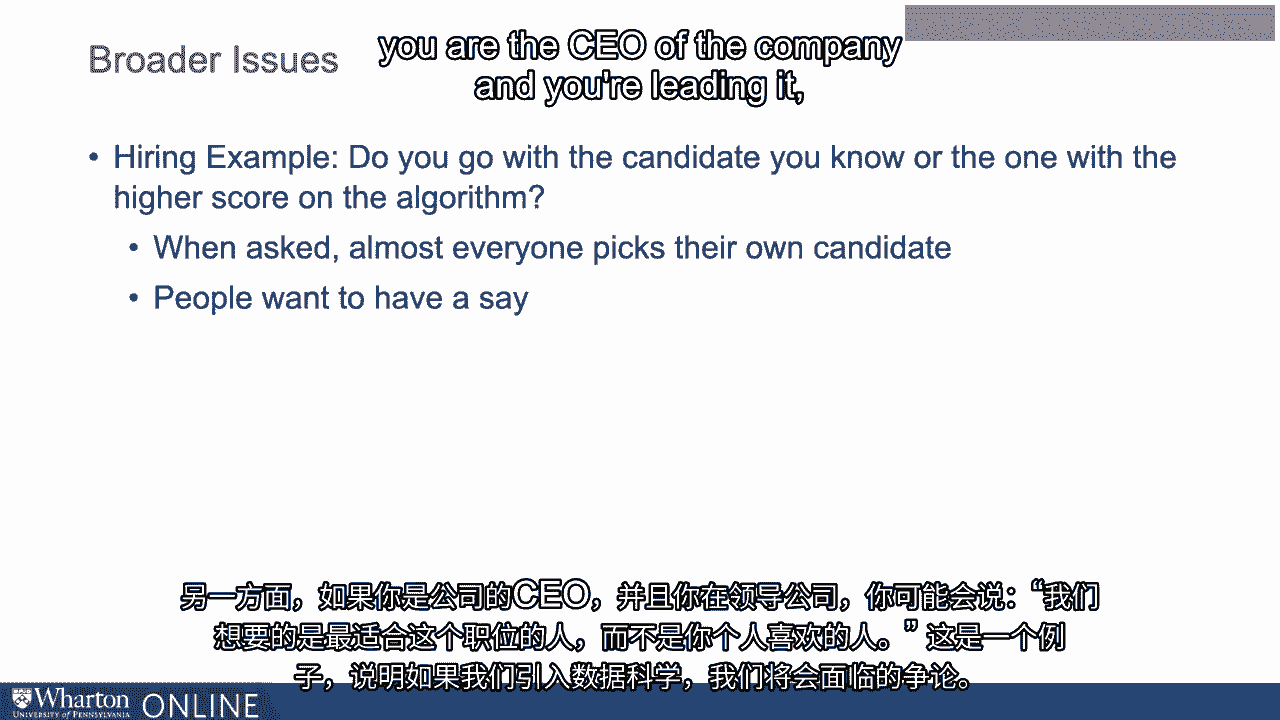 Broader Issues
you are the CEO of the company
and you're leading it,
• Hiring Example: Do you go with the candidate you know or the one with the
higher score on the algorithm?
• When asked, almost everyone picks their own candidate
• People want to have a say
另一方面，如果你是公司的CEO，并且你在领导公司，你可能会说：“我们
想要的是最适合这个职位的人，而不是你个人喜欢的人。”这是一个例
子，说明如果我们引入数据科学，我们将会面临的争论。
Wharton ONLINE
UNIVERSITY of PENNSYLVANIA